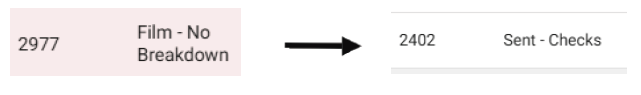 2977 Film - No
Breakdown
2402 Sent - Checks